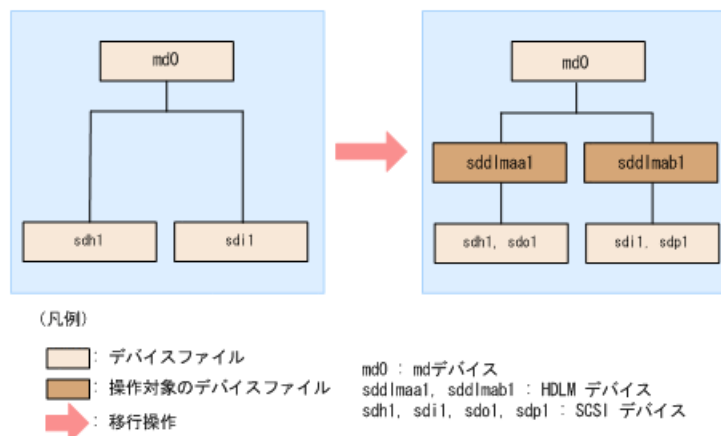 md0
md0
sddlmaa1
sddlmab1
sdh1
sdi1
sdh1, sdo1
sdi1, sdp1
(凡例)
: デバイスファイル
: 操作対象のデバイスファイル
: 移行操作
md0 : mdデバイス
sddlmaa1, sddlmab1 : HDLM デバイス
sdh1, sdi1, sdo1, sdp1 : SCSI デバイス